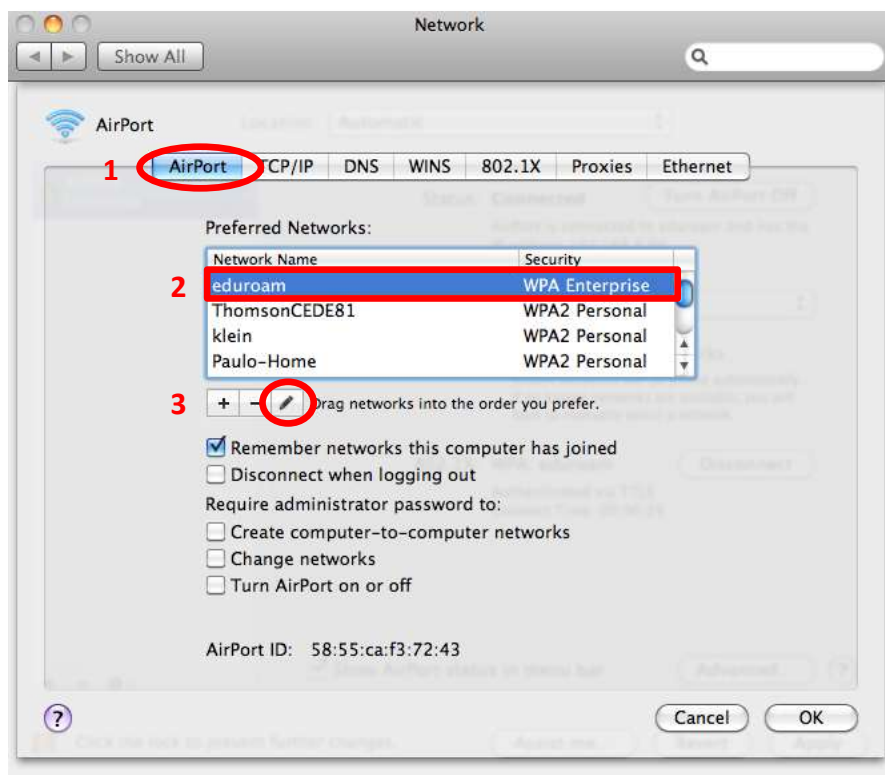 Network
Show All
AirPort
1 AirPort TCP/IP DNS WINS 802.1X Proxies Ethernet
Preferred Networks:
Network Name Security
2 eduroam WPA Enterprise
ThomsonCEDE81 WPA2 Personal
klein WPA2 Personal
Paulo-Home WPA2 Personal
3 + − Drag networks into the order you prefer.
Remember networks this computer has joined
Disconnect when logging out
Require administrator password to:
Create computer-to-computer networks
Change networks
Turn AirPort on or off
AirPort ID: 58:55:ca:f3:72:43
? Cancel OK